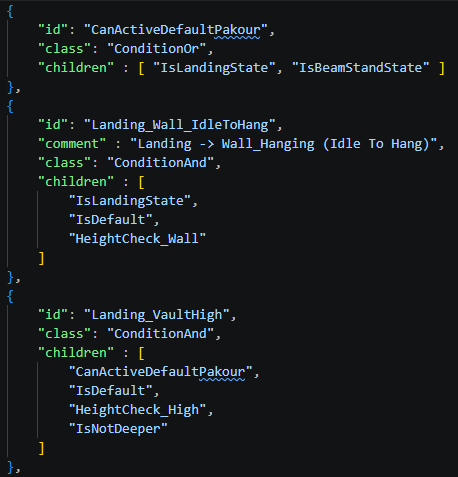 {
"id": "CanActiveDefaultPakour",
"class": "ConditionOr",
"children" : [ "IsLandingState", "IsBeamStandState" ]
},
{
"id": "Landing_Wall_IdleToHang",
"comment" : "Landing -> Wall_Hanging (Idle To Hang)",
"class": "ConditionAnd",
"children" : [
"IsLandingState",
"IsDefault",
"HeightCheck_Wall"
]
},
{
"id": "Landing_VaultHigh",
"class": "ConditionAnd",
"children" : [
"CanActiveDefaultPakour",
"IsDefault",
"HeightCheck_High",
"IsNotDeeper"
]
},